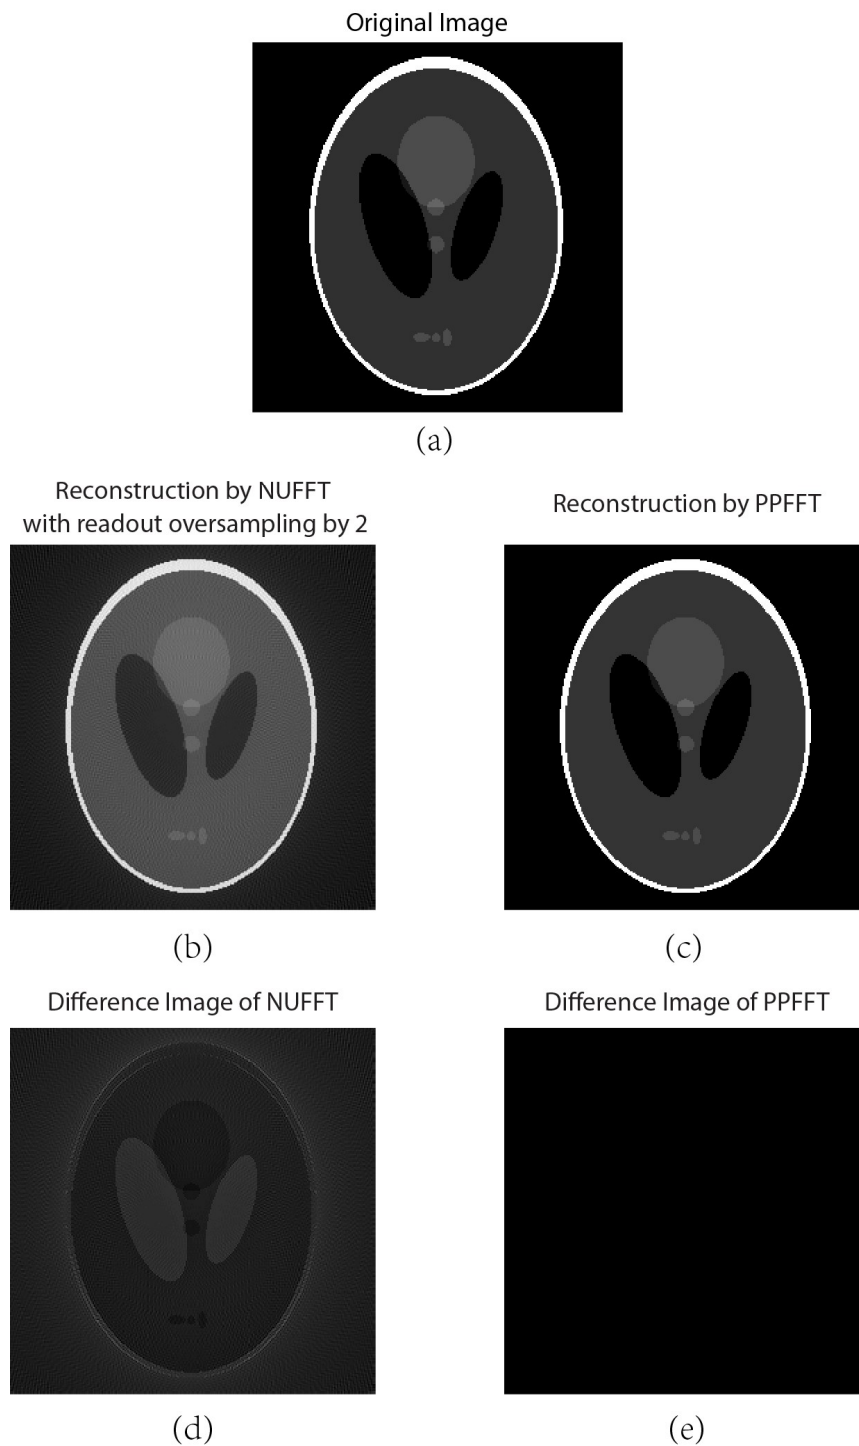 Original Image
(a)
Reconstruction by NUFFT
with readout oversampling by 2
Reconstruction by PPFFT
(b)
(c)
Difference Image of NUFFT
Difference Image of PPFFT
(d)
(e)